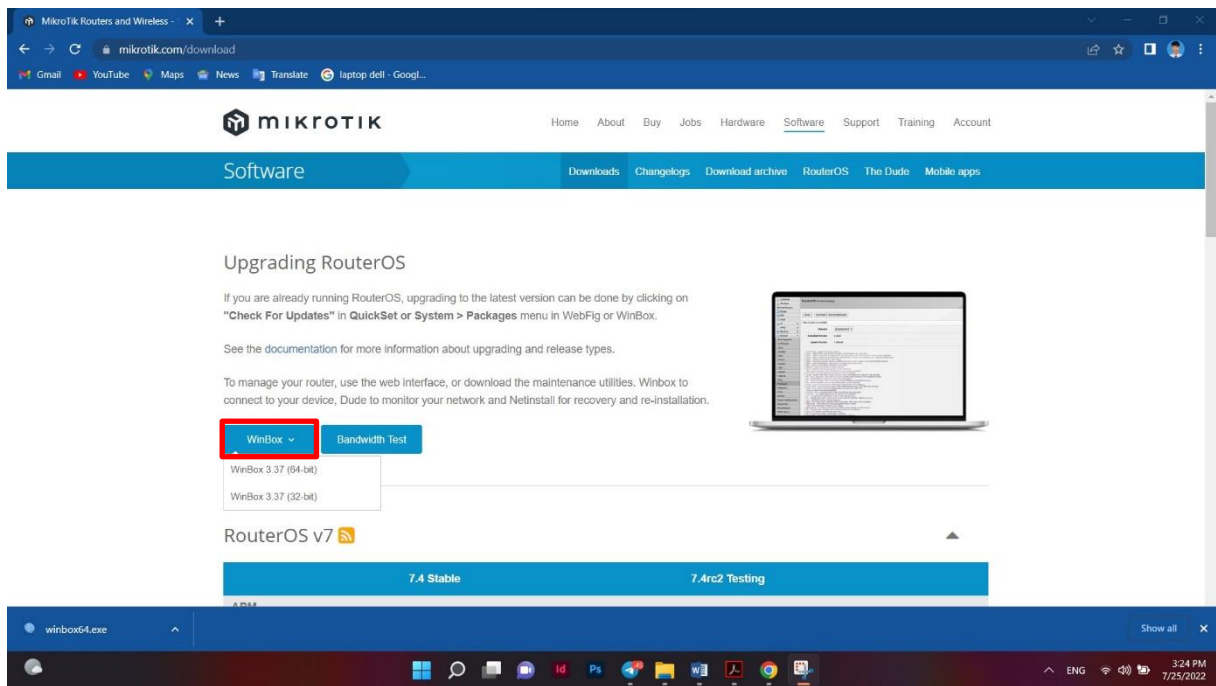 MikroTik Routers and Wireless -
mikrotik.com/download
Gmail YouTube Maps News Translate laptop dell - Googl...
mikrotik
Home About Buy Jobs Hardware Software Support Training Account
Software
Downloads Changelogs Download archive RouterOS The Dude Mobile apps
Upgrading RouterOS
If you are already running RouterOS, upgrading to the latest version can be done by clicking on
"Check For Updates" in QuickSet or System > Packages menu in WebFig or WinBox.
See the documentation for more information about upgrading and release types.
To manage your router, use the web interface, or download the maintenance utilities. Winbox to
connect to your device, Dude to monitor your network and Netinstall for recovery and re-installation.
WinBox Bandwidth Test
WinBox 3.37 (64-bit)
WinBox 3.37 (32-bit)
RouterOS v7
7.4 Stable 7.4rc2 Testing
ARM
winbox64.exe Show all
Id Ps
ENG 3:24 PM
7/25/2022